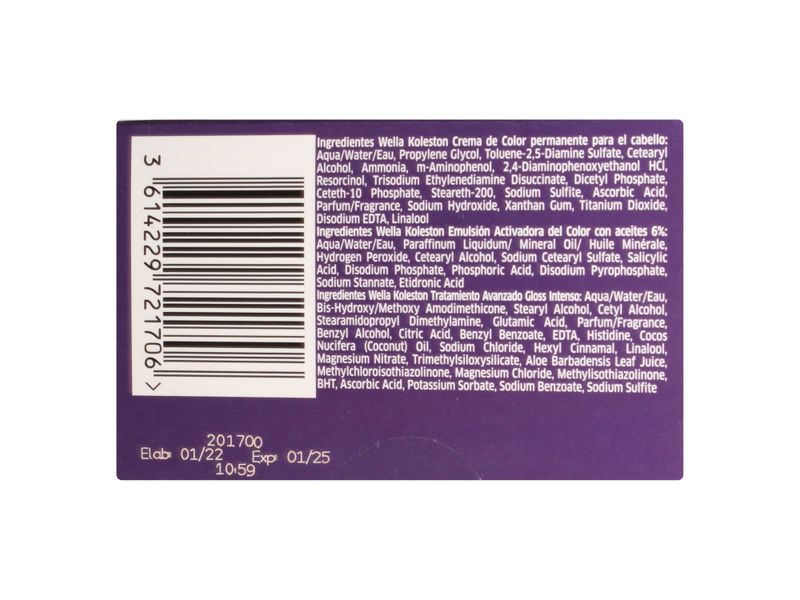 3 614229 721706 >
Ingredientes Wella Koleston Crema de Color permanente para el cabello:
Aqua/Water/Eau, Propylene Glycol, Toluene-2,5-Diamine Sulfate, Cetearyl
Alcohol, Ammonia, m-Aminophenol, 2,4-Diaminophenoxyethanol HCl,
Resorcinol, Trisodium Ethylenediamine Disuccinate, Dicetyl Phosphate,
Ceteth-10 Phosphate, Steareth-200, Sodium Sulfite, Ascorbic Acid,
Parfum/Fragrance, Sodium Hydroxide, Xanthan Gum, Titanium Dioxide,
Disodium EDTA, Linalool
Ingredientes Wella Koleston Emulsión Activadora del Color con aceites 6%:
Aqua/Water/Eau, Paraffinum Liquidum/ Mineral Oil/ Huile Minérale,
Hydrogen Peroxide, Cetearyl Alcohol, Sodium Cetearyl Sulfate, Salicylic
Acid, Disodium Phosphate, Phosphoric Acid, Disodium Pyrophosphate,
Sodium Stannate, Etidronic Acid
Ingredientes Wella Koleston Tratamiento Avanzado Gloss Intenso: Aqua/Water/Eau,
Bis-Hydroxy/Methoxy Amodimethicone, Stearyl Alcohol, Cetyl Alcohol,
Stearamidopropyl Dimethylamine, Glutamic Acid, Parfum/Fragrance,
Benzyl Alcohol, Citric Acid, Benzyl Benzoate, EDTA, Histidine, Cocos
Nucifera (Coconut) Oil, Sodium Chloride, Hexyl Cinnamal, Linalool,
Magnesium Nitrate, Trimethylsiloxysilicate, Aloe Barbadensis Leaf Juice,
Methylchloroisothiazolinone, Magnesium Chloride, Methylisothiazolinone,
BHT, Ascorbic Acid, Potassium Sorbate, Sodium Benzoate, Sodium Sulfite
201700
Elab: 01/22 Exp: 01/25
10:59